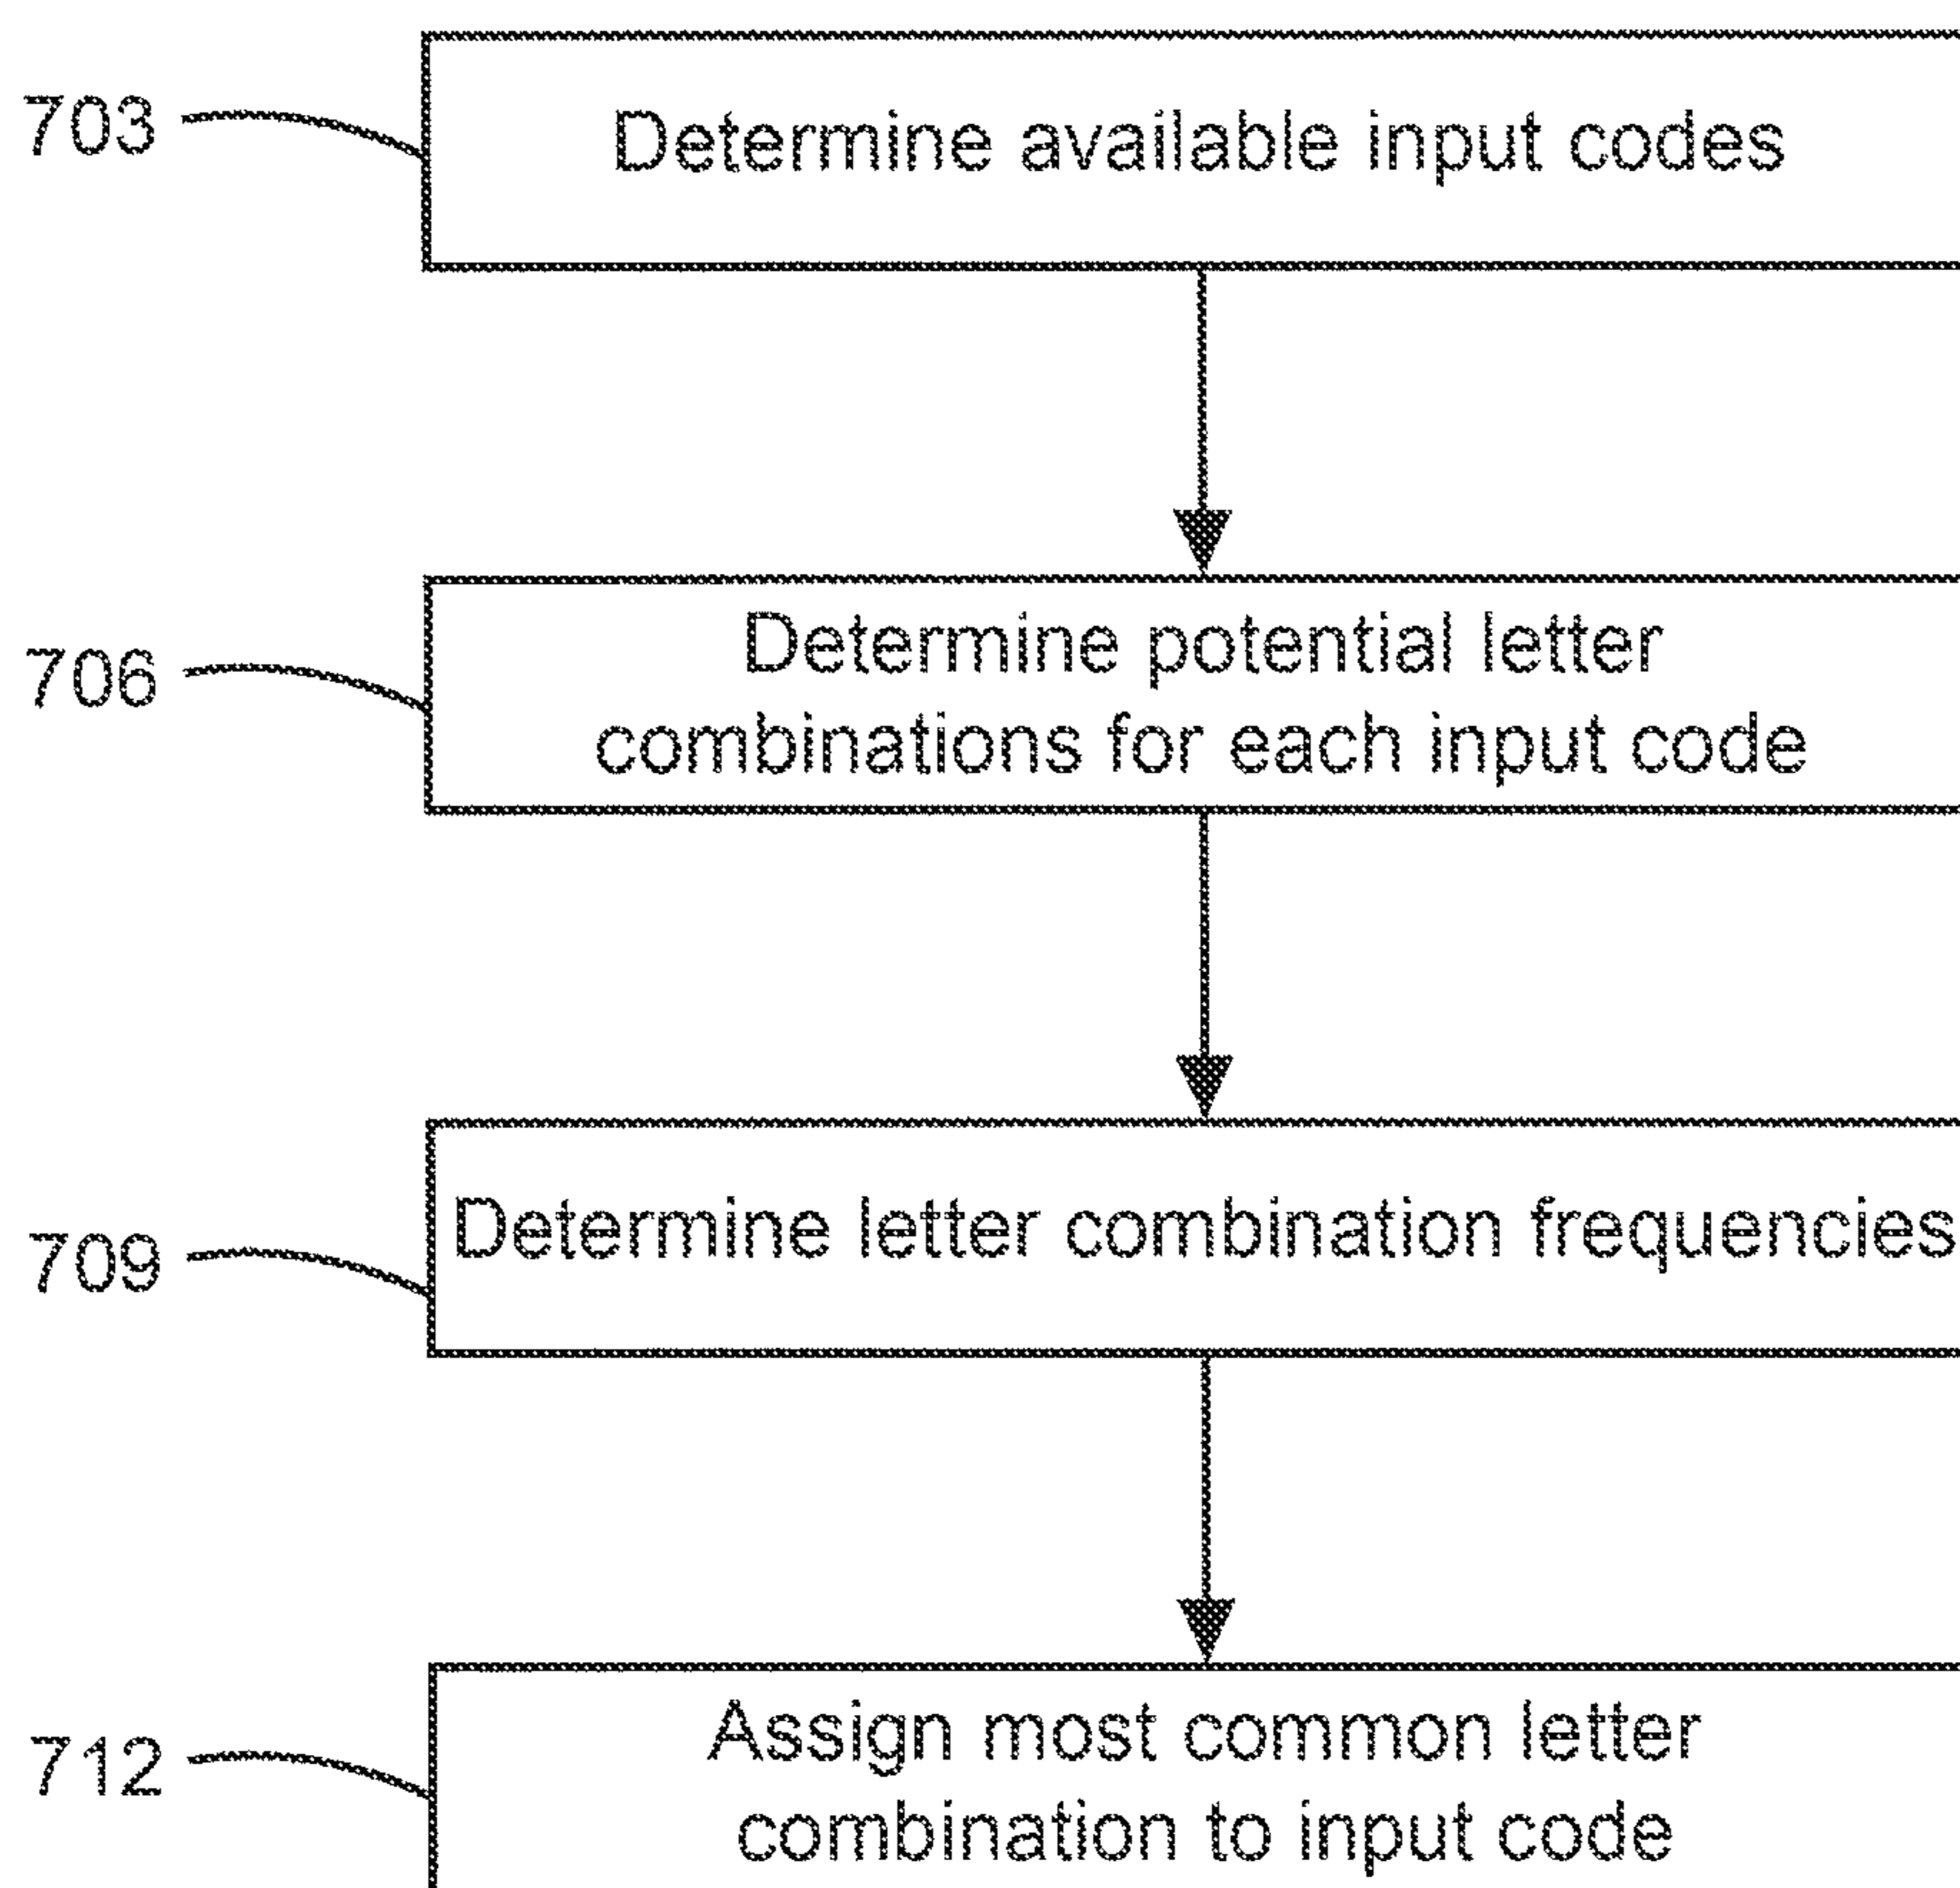 703
Determine available input codes
706
Determine potential letter
combinations for each input code
709
Determine letter combination frequencies
712
Assign most common letter
combination to input code